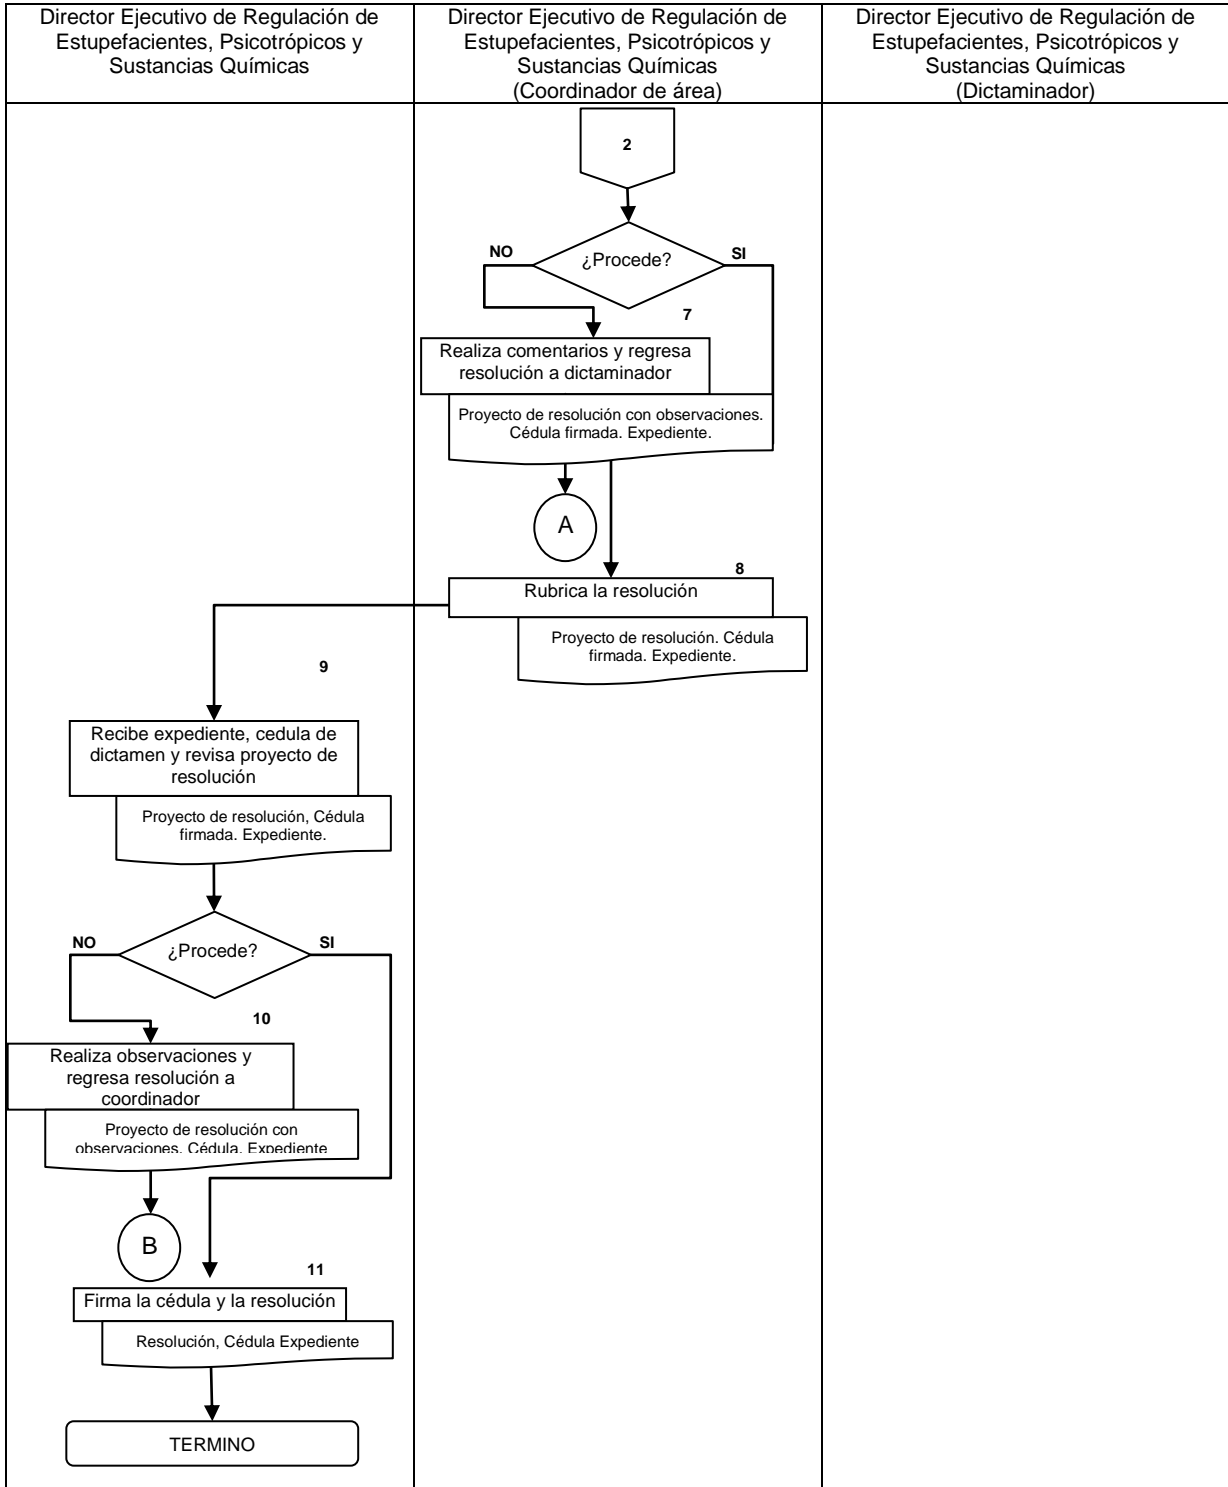 Director Ejecutivo de Regulación de
Estupefacientes, Psicotrópicos y
Sustancias Químicas
Director Ejecutivo de Regulación de
Estupefacientes, Psicotrópicos y
Sustancias Químicas
(Coordinador de área)
Director Ejecutivo de Regulación de
Estupefacientes, Psicotrópicos y
Sustancias Químicas
(Dictaminador)
2
NO
¿Procede?
SI
7
Realiza comentarios y regresa
resolución a dictaminador
Proyecto de resolución con observaciones.
Cédula firmada. Expediente.
A
8
Rubrica la resolución
Proyecto de resolución. Cédula
firmada. Expediente.
9
Recibe expediente, cedula de
dictamen y revisa proyecto de
resolución
Proyecto de resolución, Cédula
firmada. Expediente.
NO
¿Procede?
SI
10
Realiza observaciones y
regresa resolución a
coordinador
Proyecto de resolución con
observaciones. Cédula. Expediente
B
11
Firma la cédula y la resolución
Resolución, Cédula Expediente
TERMINO